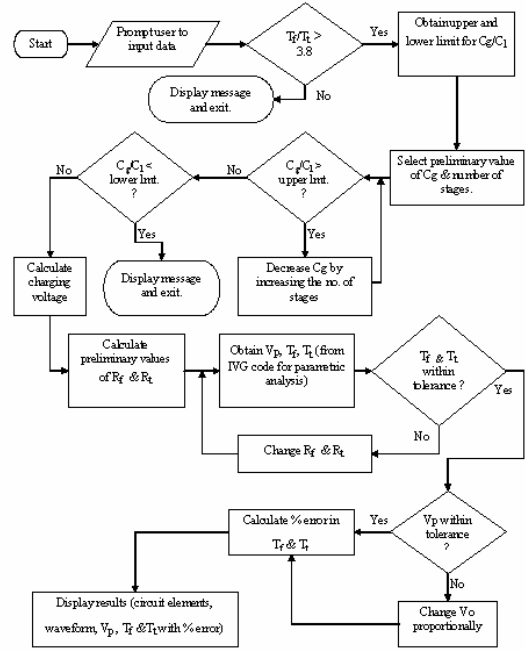 Start
Prompt user to
input data
Tf/Tt >
3.8
Yes
Obtain upper and
lower limit for Cg/C1
No
Display message
and exit.
Select preliminary value
of Cg & number of
stages.
Cg/C1 >
upper lmt.
?
No
Cg/C1 <
lower lmt.
?
No
Yes
Yes
Decrease Cg by
increasing the no. of
stages
Display message
and exit.
Calculate
charging
voltage
Calculate
preliminary values
of Rf & Rt
Obtain Vp, Tf, Tt (from
IVG code for parametric
analysis)
Tf & Tt
within
tolerance ?
Yes
No
Change Rf & Rt
Vp within
tolerance
?
Yes
Calculate % error in
Tf & Tt
No
Change Vo
proportionally
Display results (circuit elements,
waveform, Vp, Tf & Tt with % error)